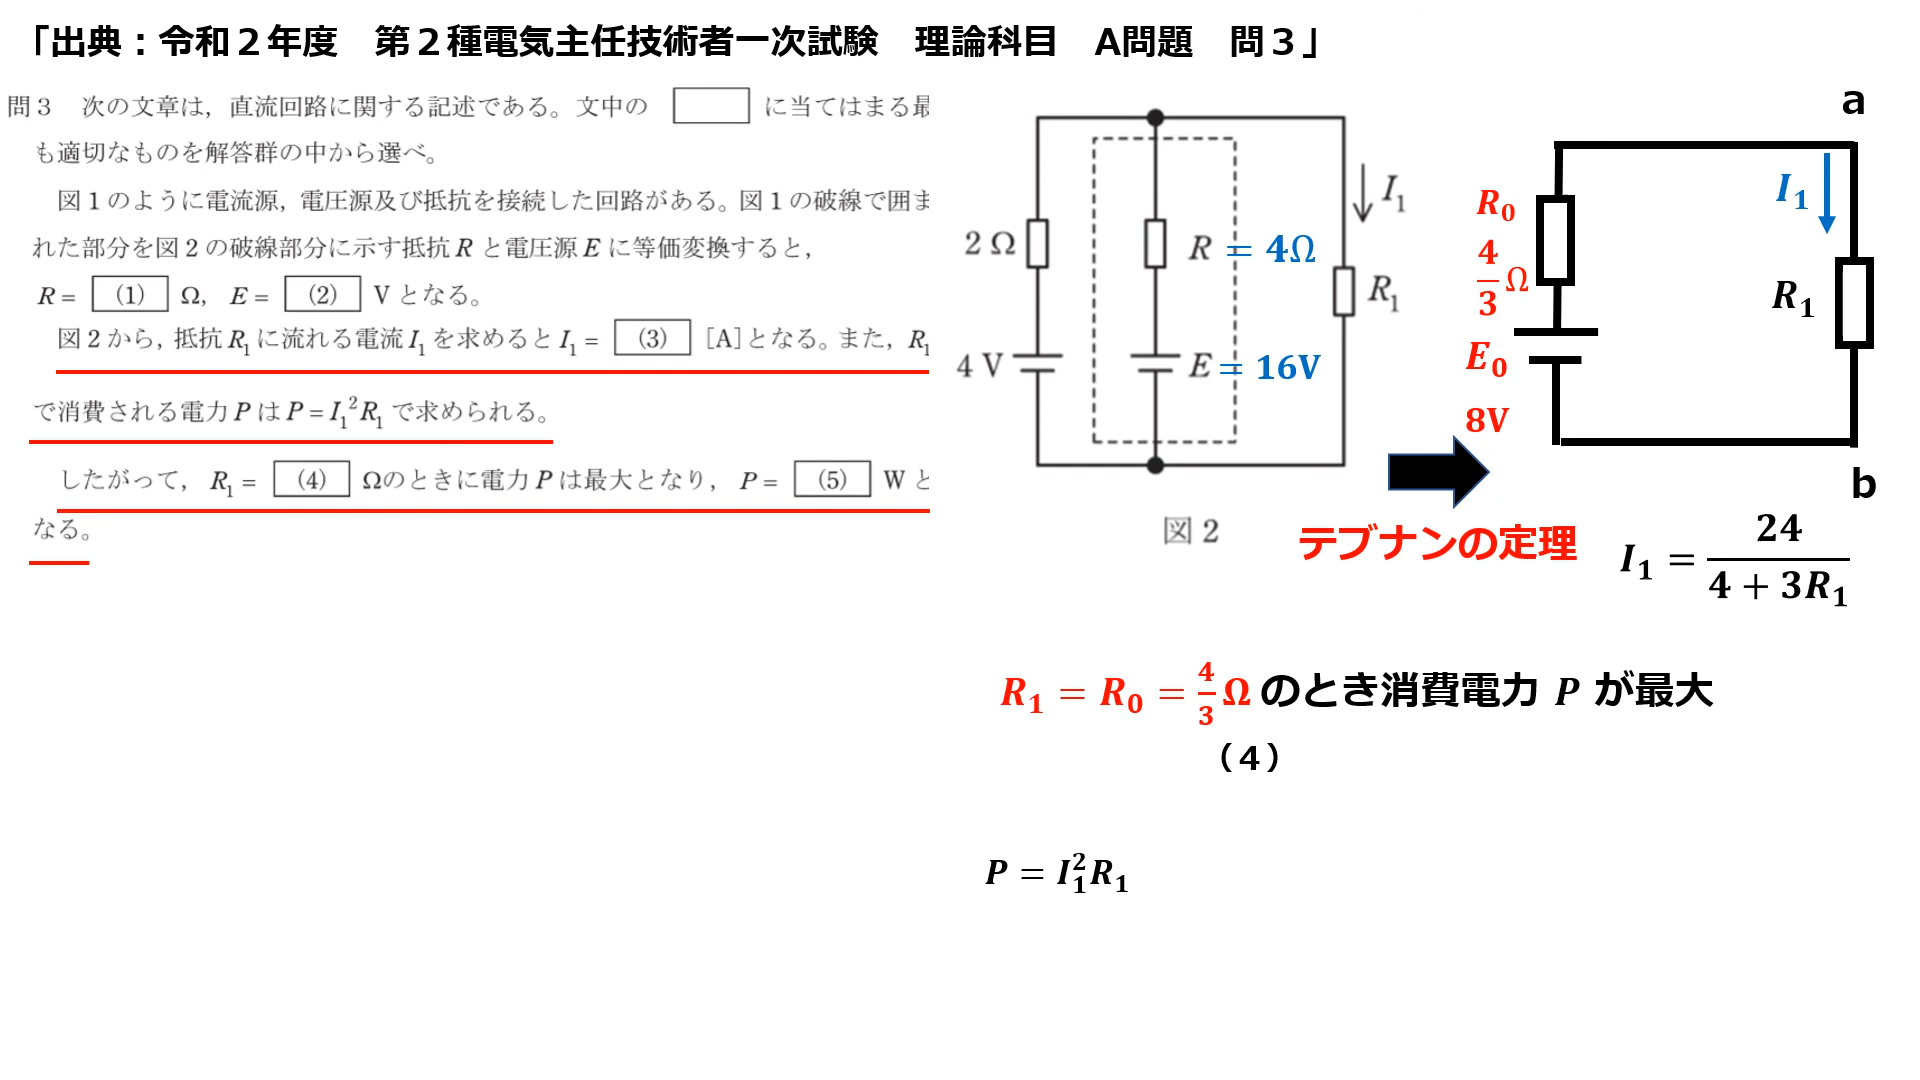 「出典：令和２年度　第２種電気主任技術者一次試験　理論科目　A問題　問３」
問３　次の文章は，直流回路に関する記述である。文中の　　　に当てはまる最
も適切なものを解答群の中から選べ。
図１のように電流源，電圧源及び抵抗を接続した回路がある。図１の破線で囲ま
れた部分を図２の破線部分に示す抵抗 R と電圧源 E に等価変換すると，
R = (1) Ω， E = (2) V となる。
図２から，抵抗 R₁ に流れる電流 I₁ を求めると I₁ = (3) [A]となる。また，R₁
で消費される電力 P は P = I₁²R₁ で求められる。
したがって， R₁ = (4) Ωのときに電力 P は最大となり， P = (5) W と
なる。
2 Ω
4 V
R = 4Ω
E = 16V
I₁
R₁
図 2
テブナンの定理
a
R₀
4/3 Ω
E₀
8V
I₁
R₁
b
I₁ = 24/(4 + 3R₁)
R₁ = R₀ = 4/3 Ω のとき消費電力 P が最大
（４）
P = I₁²R₁